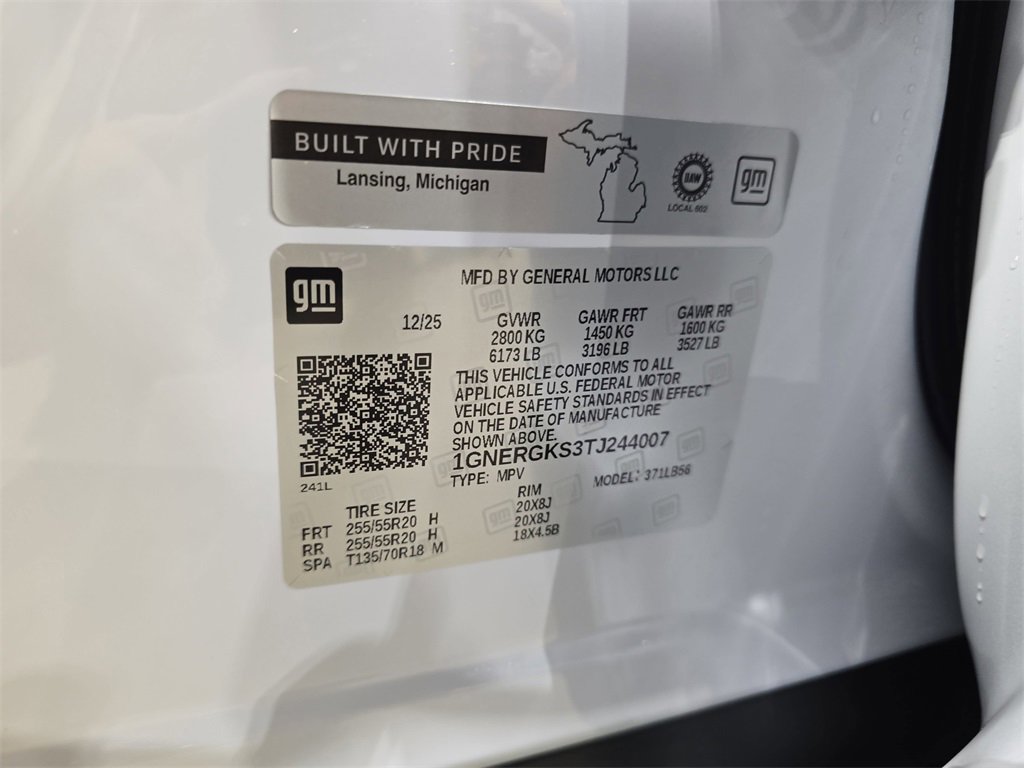 BUILT WITH PRIDE
Lansing, Michigan
UAW
LOCAL 602
gm
gm
MFD BY GENERAL MOTORS LLC
12/25
GVWR GAWR FRT GAWR RR
2800 KG 1450 KG 1600 KG
6173 LB 3196 LB 3527 LB
THIS VEHICLE CONFORMS TO ALL
APPLICABLE U.S. FEDERAL MOTOR
VEHICLE SAFETY STANDARDS IN EFFECT
ON THE DATE OF MANUFACTURE
SHOWN ABOVE.
1GNERGKS3TJ244007
TYPE: MPV MODEL: 371LB56
241L
TIRE SIZE RIM
FRT 255/55R20 H 20X8J
RR 255/55R20 H 20X8J
SPA T135/70R18 M 18X4.5B